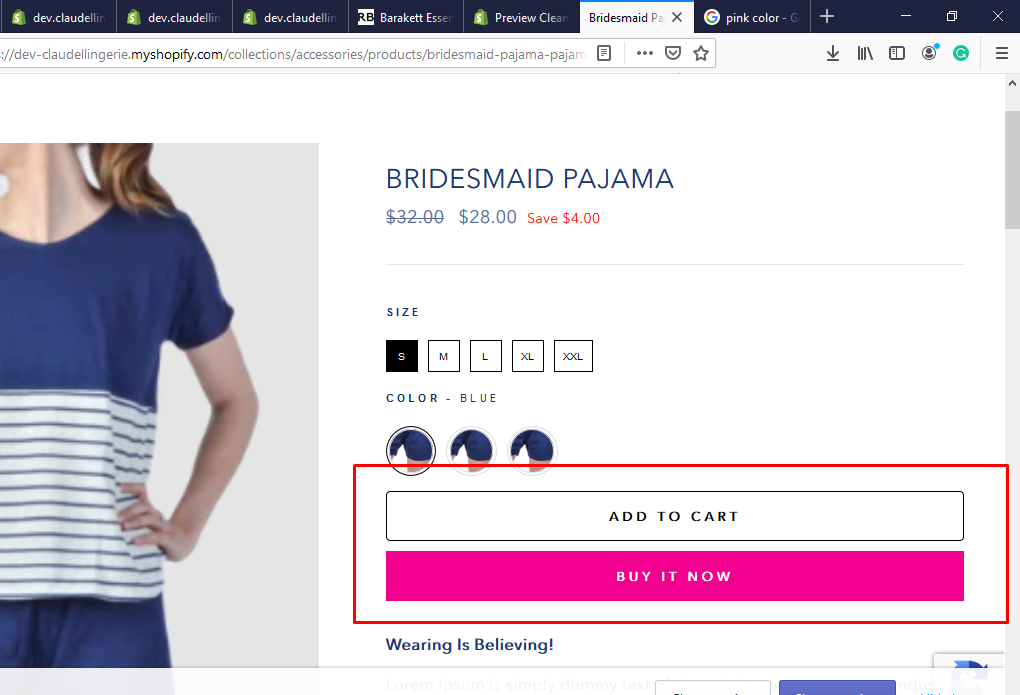 dev.claudellin
dev.claudellin
dev.claudellin
RB Barakett Esser
Preview Clean
Bridesmaid Pa
pink color - G
://dev-claudellingerie.myshopify.com/collections/accessories/products/bridesmaid-pajama-pajam
BRIDESMAID PAJAMA
$32.00 $28.00 Save $4.00
SIZE
S M L XL XXL
COLOR - BLUE
ADD TO CART
BUY IT NOW
Wearing Is Believing!
Lorem Ipsum is simply dummy text